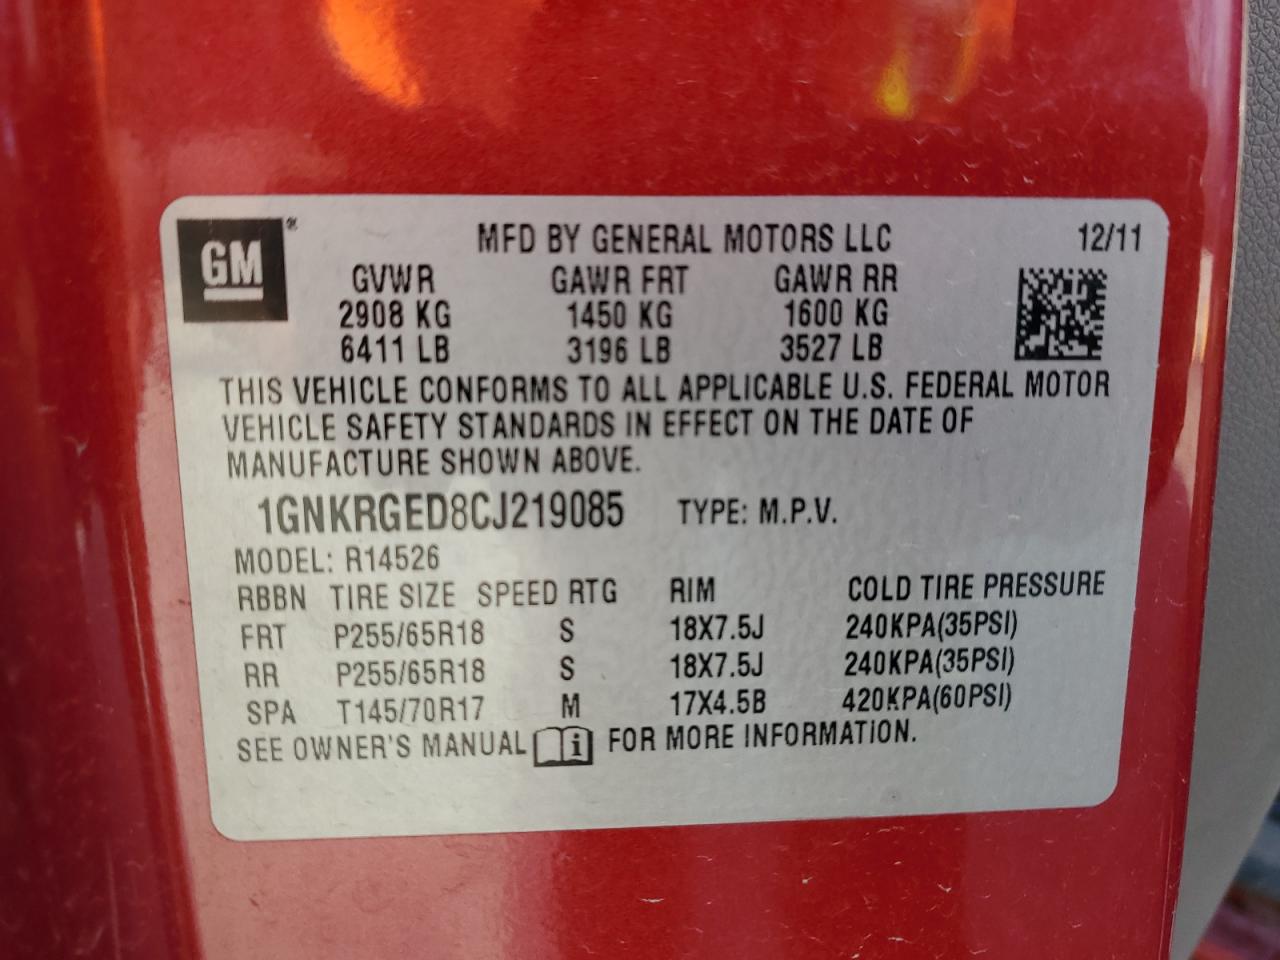 GM®
MFD BY GENERAL MOTORS LLC 12/11
GVWR GAWR FRT GAWR RR
2908 KG 1450 KG 1600 KG
6411 LB 3196 LB 3527 LB
THIS VEHICLE CONFORMS TO ALL APPLICABLE U.S. FEDERAL MOTOR
VEHICLE SAFETY STANDARDS IN EFFECT ON THE DATE OF
MANUFACTURE SHOWN ABOVE.
1GNKRGED8CJ219085 TYPE: M.P.V.
MODEL: R14526
RBBN TIRE SIZE SPEED RTG RIM COLD TIRE PRESSURE
FRT P255/65R18 S 18X7.5J 240KPA(35PSI)
RR P255/65R18 S 18X7.5J 240KPA(35PSI)
SPA T145/70R17 M 17X4.5B 420KPA(60PSI)
SEE OWNER'S MANUAL i FOR MORE INFORMATION.